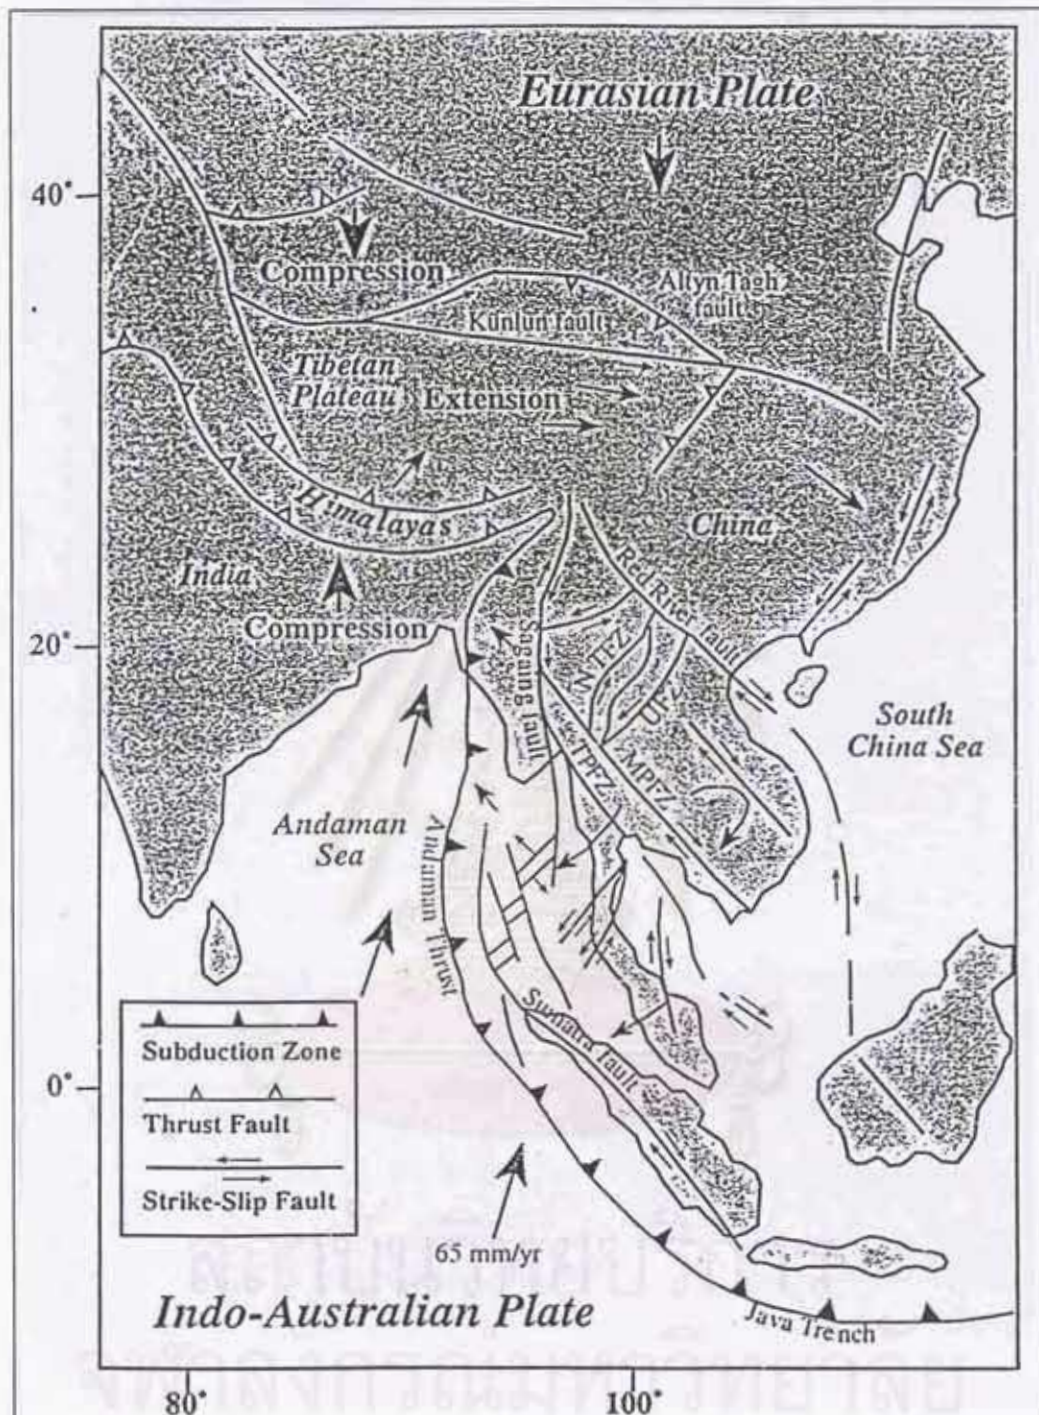 Eurasian Plate
40°
Compression
Altyn Tagh
fault
Kunlun fault
Tibetan
Plateau
Extension
Himalayas
China
India
Red River fault
Compression
20°
Sagaing fault
N
TFZ
UF
South
China Sea
TPFZ
MPFZ
Andaman
Sea
Andaman Thrust
Sumatra fault
Subduction Zone
0°
Thrust Fault
Strike-Slip Fault
65 mm/yr
Indo-Australian Plate
Java Trench
80°
100°